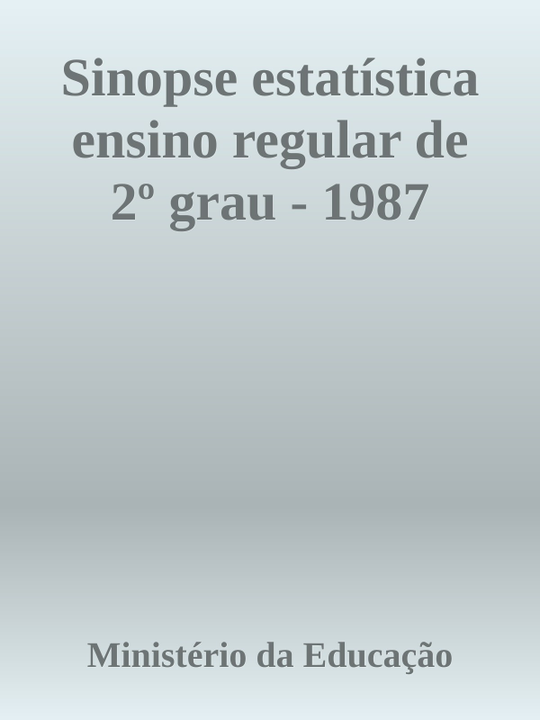 Sinopse estatística
ensino regular de
2º grau - 1987
Ministério da Educação